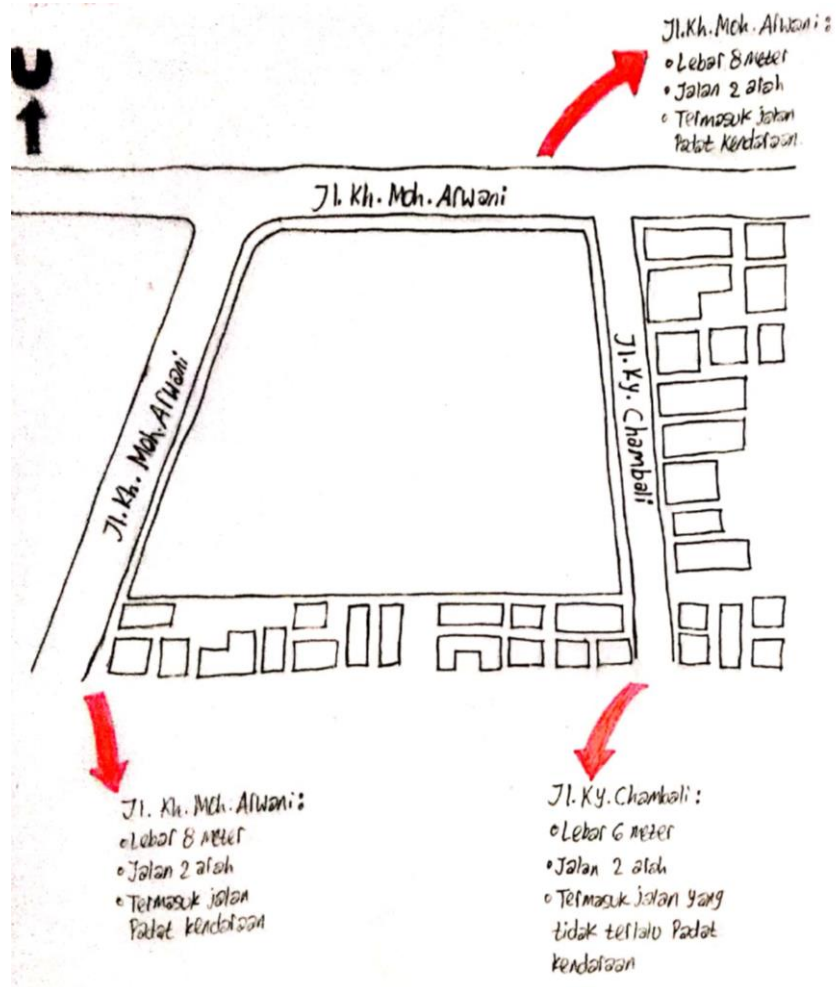 Jl.Kh.Moh.Arwani:
• Lebar 8 meter
• Jalan 2 arah
• Termasuk jalan
Padat Kendaraan
U
Jl. Kh. Moh. Arwani
Jl. Kh. Moh. Arwani
Jl. Ky. Chambali
Jl. Kh. Moh. Arwani:
• Lebar 8 meter
• Jalan 2 arah
• Termasuk jalan
Padat kendaraan
Jl. Ky. Chambali:
• Lebar 6 meter
• Jalan 2 arah
• Termasuk jalan yang
tidak terlalu Padat
kendaraan